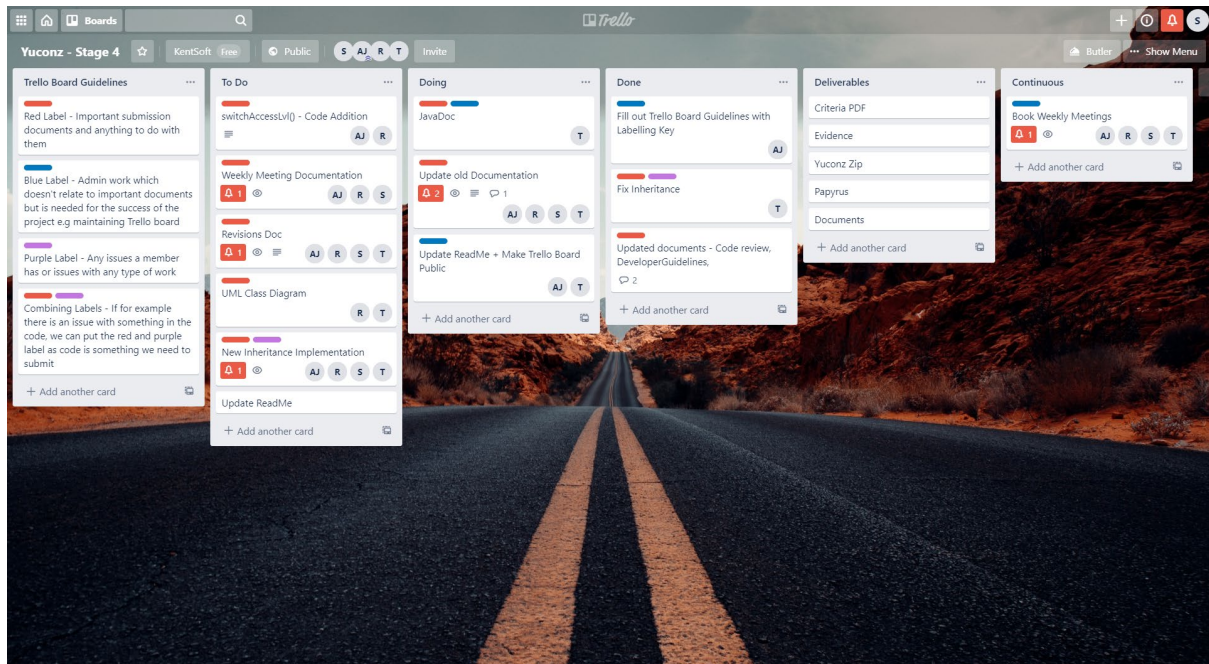 Boards
Trello
S
Yuconz - Stage 4
KentSoft Free
Public
S AJ R T
Invite
Butler
··· Show Menu
Trello Board Guidelines
Red Label - Important submission
documents and anything to do with
them
Blue Label - Admin work which
doesn't relate to important documents
but is needed for the success of the
project e.g maintaining Trello board
Purple Label - Any issues a member
has or issues with any type of work
Combining Labels - If for example
there is an issue with something in the
code, we can put the red and purple
label as code is something we need to
submit
+ Add another card
To Do
switchAccessLvl() - Code Addition
AJ R
Weekly Meeting Documentation
1 AJ R S
Revisions Doc
1 AJ R S T
UML Class Diagram
R T
New Inheritance Implementation
1 AJ R S T
Update ReadMe
+ Add another card
Doing
JavaDoc
T
Update old Documentation
2 1
AJ R S T
Update ReadMe + Make Trello Board
Public
AJ T
+ Add another card
Done
Fill out Trello Board Guidelines with
Labelling Key
AJ
Fix Inheritance
T
Updated documents - Code review,
DeveloperGuidelines,
2
+ Add another card
Deliverables
Criteria PDF
Evidence
Yuconz Zip
Papyrus
Documents
+ Add another card
Continuous
Book Weekly Meetings
1 AJ R S T
+ Add another card